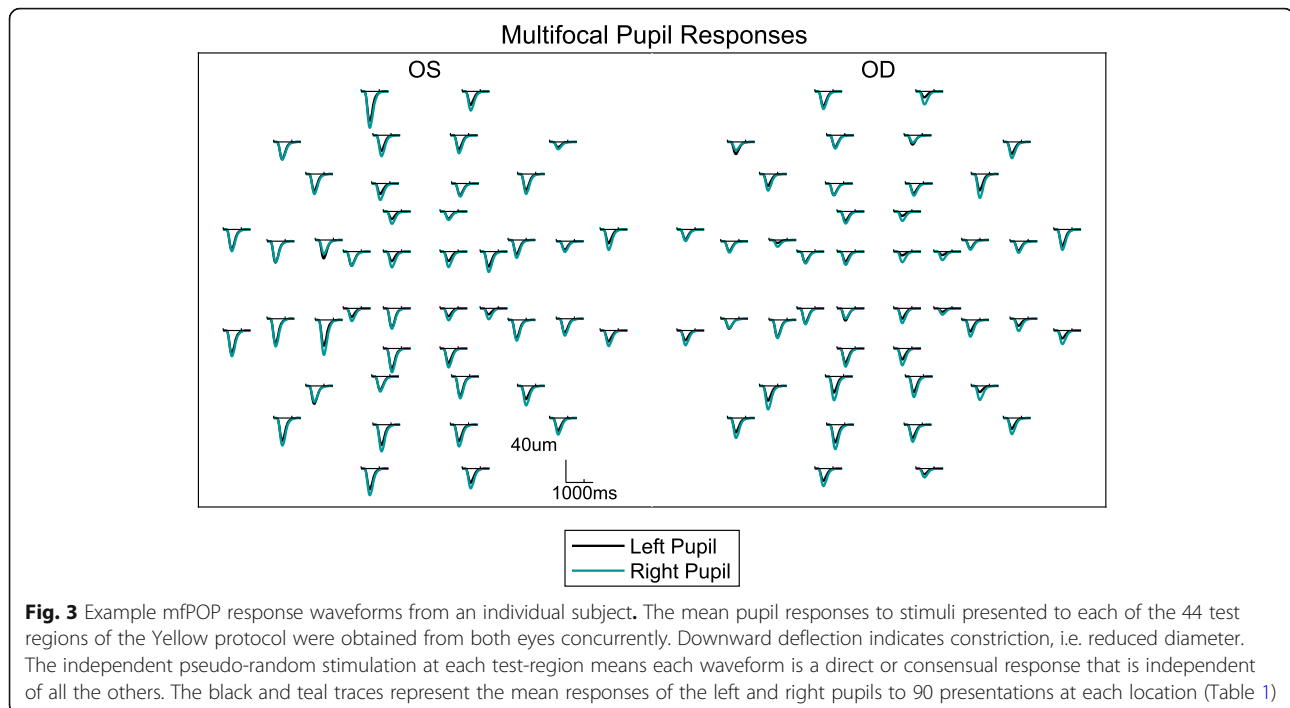 Multifocal Pupil Responses
OS OD
40um
1000ms
Left Pupil
Right Pupil
Fig. 3 Example mfPOP response waveforms from an individual subject. The mean pupil responses to stimuli presented to each of the 44 test
regions of the Yellow protocol were obtained from both eyes concurrently. Downward deflection indicates constriction, i.e. reduced diameter.
The independent pseudo-random stimulation at each test-region means each waveform is a direct or consensual response that is independent
of all the others. The black and teal traces represent the mean responses of the left and right pupils to 90 presentations at each location (Table 1)